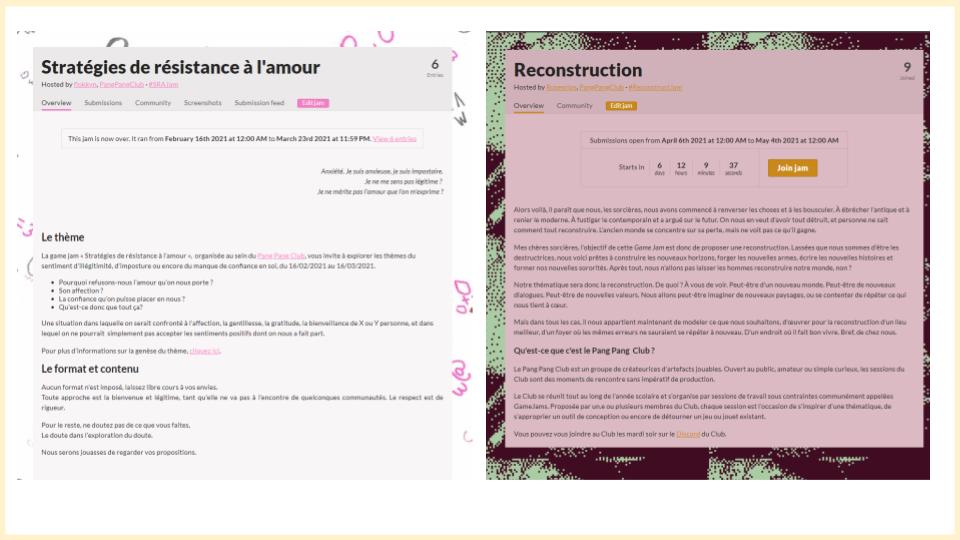 Stratégies de résistance à l'amour
6
Entries
Hosted by flokkvn, PangPangClub · #SRAJam
Overview Submissions Community Screenshots Submission feed Edit jam
This jam is now over. It ran from February 16th 2021 at 12:00 AM to March 23rd 2021 at 11:59 PM. View 6 entries
Anxiété. Je suis anxieuse, je suis impostaire.
Je ne me sens pas légitime ?
Je ne mérite pas l'amour que l'on m'exprime ?
Le thème
La game jam « Stratégies de résistance à l'amour », organisée au sein du Pang Pang Club, vous invite à explorer les thèmes du
sentiment d'illégitimité, d'imposture ou encore du manque de confiance en soi, du 16/02/2021 au 16/03/2021.
• Pourquoi refusons-nous l'amour qu'on nous porte ?
• Son affection ?
• La confiance qu'on puisse placer en nous ?
• Qu'est-ce donc que tout ça?
Une situation dans laquelle on serait confronté à l'affection, la gentillesse, la gratitude, la bienveillance de X ou Y personne, et dans
lequel on ne pourrait simplement pas accepter les sentiments positifs dont nous a fait part.
Pour plus d'informations sur la genèse du thème, cliquez ici.
Le format et contenu
Aucun format n'est imposé, laissez libre cours à vos envies.
Toute approche est la bienvenue et légitime, tant qu'elle ne va pas à l'encontre de quelconques communautés. Le respect est de
rigueur.
Pour le reste, ne doutez pas de ce que vous faites.
Le doute dans l'exploration du doute.
Nous serons jouasses de regarder vos propositions.
Reconstruction
9
Joined
Hosted by PangPangClub · #ReconstrucJam
Overview Community Edit jam
Submissions open from April 6th 2021 at 12:00 AM to May 4th 2021 at 12:00 AM
Starts in 6 days 12 hours 9 minutes 37 seconds Join jam
Alors voilà, il paraît que nous, les sorcières, nous avons commencé à renverser les choses et à les bousculer. À ébrécher l'antique et à
renier le moderne. À fustiger le contemporain et a argué sur le futur. On nous en veut d'avoir tout détruit, et personne ne sait
comment tout reconstruire. L'ancien monde se concentre sur sa perte, mais ne voit pas ce qu'il gagne.
Mes chères sorcières, l'objectif de cette Game Jam est donc de proposer une reconstruction. Lassées que nous sommes d'être les
destructrices, nous voici prêtes à construire les nouveaux horizons, forger les nouvelles armes, écrire les nouvelles histoires et
former nos nouvelles sororités. Après tout, nous n'allons pas laisser les hommes reconstruire notre monde, non ?
Notre thématique sera donc la reconstruction. De quoi ? À vous de voir. Peut-être d'un nouveau monde. Peut-être de nouveaux
dialogues. Peut-être de nouvelles valeurs. Nous allons peut-être imaginer de nouveaux paysages, ou se contenter de répéter ce qui
nous tient à cœur.
Mais dans tous les cas, il nous appartient maintenant de modeler ce que nous souhaitons, d'œuvrer pour la reconstruction d'un lieu
meilleur, d'un foyer où les mêmes erreurs ne sauraient se répéter à nouveau. D'un endroit où il fait bon vivre. Bref, de chez nous.
Qu'est-ce que c'est le Pang Pang Club ?
Le Pang Pang Club est un groupe de créateurices d'artefacts jouables. Ouvert au public, amateur ou simple curieux, les sessions du
Club sont des moments de rencontre sans impératif de production.
Le Club se réunit tout au long de l'année scolaire et s'organise par sessions de travail sous contraintes communément appelées
GameJams. Proposée par un.e ou plusieurs membres du Club, chaque session est l'occasion de s'inspirer d'une thématique, de
s'approprier un outil de conception ou encore de détourner un jeu ou jouet existant.
Vous pouvez vous joindre au Club les mardi soir sur le Discord du Club.